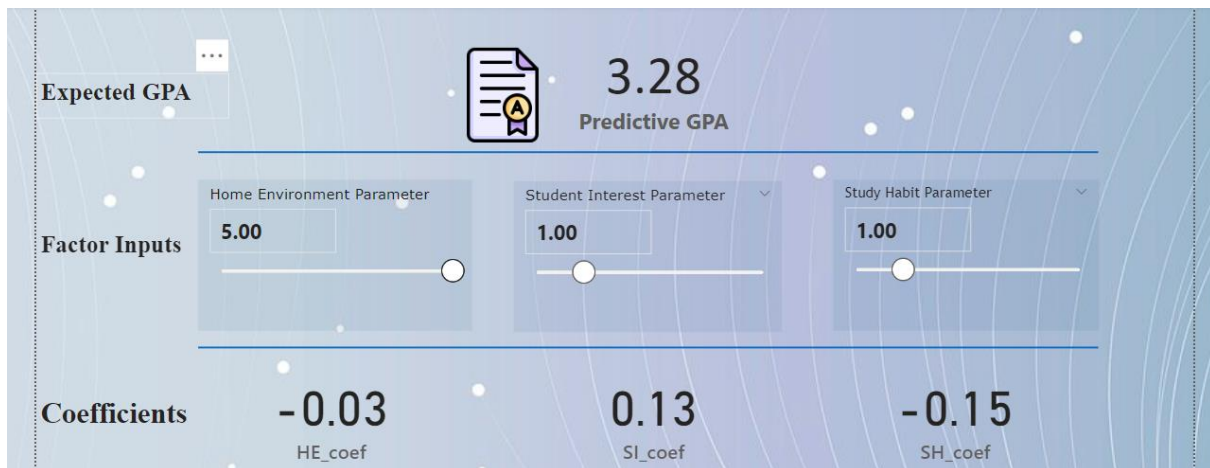 Expected GPA
...
A
3.28
Predictive GPA
Factor Inputs
Home Environment Parameter
5.00
Student Interest Parameter
1.00
Study Habit Parameter
1.00
Coefficients
-0.03
HE_coef
0.13
SI_coef
-0.15
SH_coef